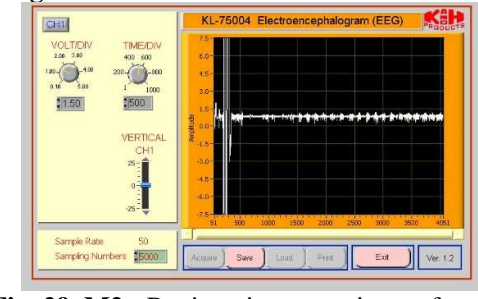 CH1
KL-75004 Electroencephalogram (EEG)
K&H
PRODUCTS
VOLT/DIV
TIME/DIV
2.00 3.00
400 600
1.00
4.00
200
800
0.10 5.00
1 1000
1.50
500
VERTICAL
CH1
25
0
-25
Amplitude
7.5
6.0
4.5
3.0
1.5
0.0
-1.5
-3.0
-4.5
-6.0
-7.5
51 500 1000 1500 2000 2500 3000 3500 4051
Sample Rate 50
Sampling Numbers 5000
Acquire Save Load Print Exit Ver. 1.2